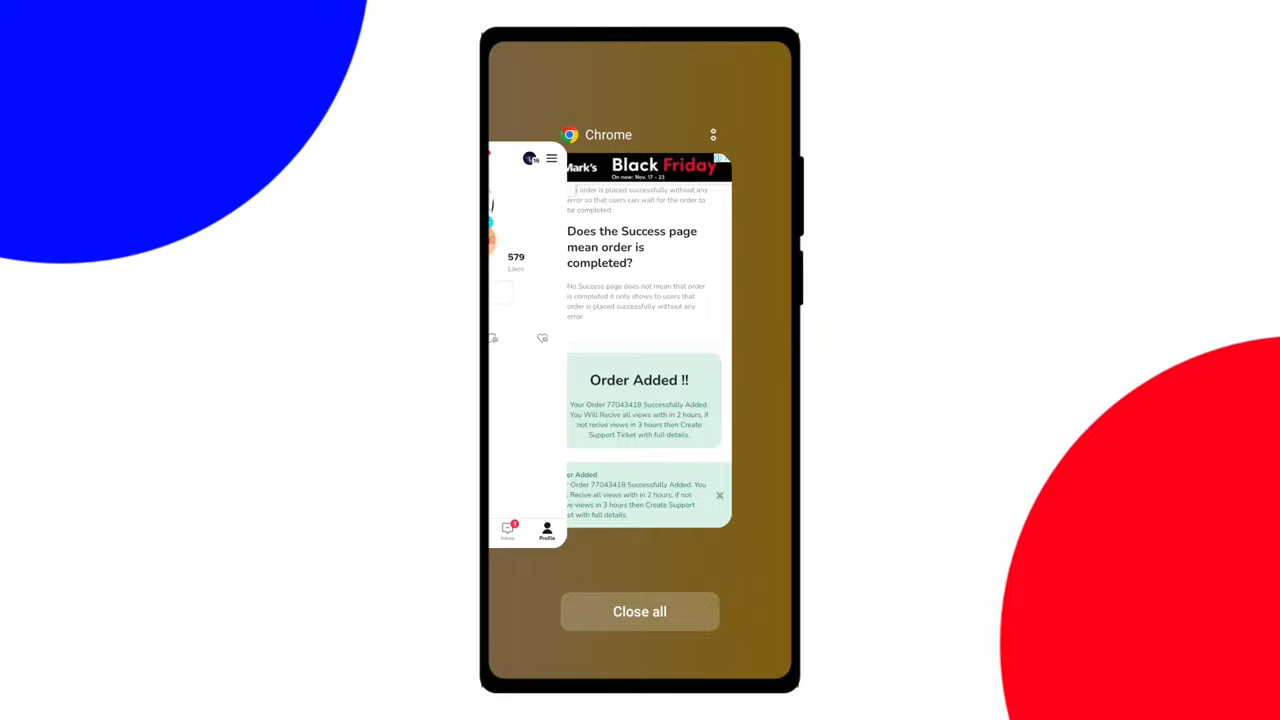 Chrome
16
579
Likes
Inbox
1
Profile
Mark's
Black Friday
On now: Nov. 17 - 23
order is placed successfully without any
error so that users can wait for the order to
be completed.
Does the Success page
mean order is
completed?
No Success page does not mean that order
is completed it only shows to users that
order is placed successfully without any
error.
Order Added !!
Your Order 77043418 Successfully Added.
You Will Recive all views with in 2 hours, if
not recive views in 3 hours then Create
Support Ticket with full details.
er Added
r Order 77043418 Successfully Added. You
Recive all views with in 2 hours, if not
ve views in 3 hours then Create Support
et with full details.
Close all